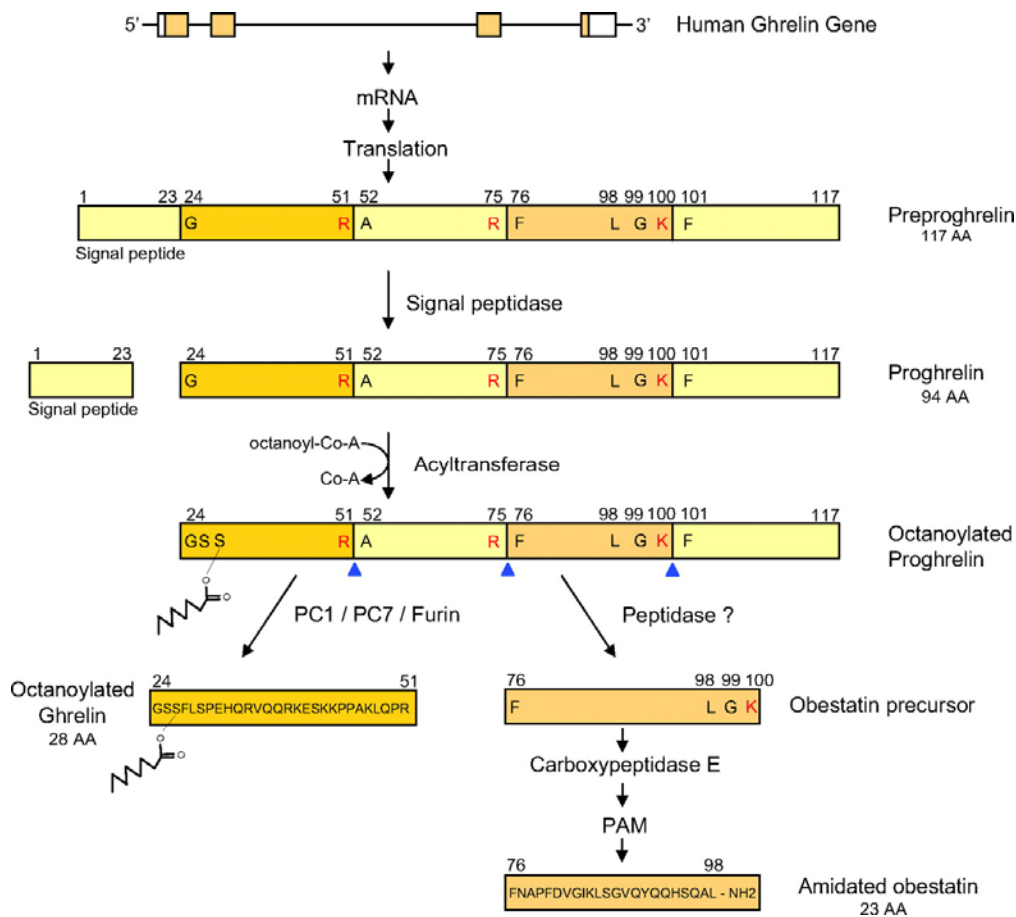 5' 3' Human Ghrelin Gene
mRNA
Translation
1 23 24 51 52 75 76 98 99 100 101 117
G R A R F L G K F
Preproghrelin
117 AA
Signal peptide
Signal peptidase
1 23 24 51 52 75 76 98 99 100 101 117
G R A R F L G K F
Proghrelin
94 AA
Signal peptide
octanoyl-Co-A
Co-A
Acyltransferase
24 51 52 75 76 98 99 100 101 117
GS S R A R F L G K F
Octanoylated
Proghrelin
O
O
PC1 / PC7 / Furin
Peptidase ?
Octanoylated
Ghrelin
28 AA
24 51
GSSFLSPEHQRVQQRKESKKPPAKLQPR
O
O
76 98 99 100
F L G K
Obestatin precursor
Carboxypeptidase E
PAM
76 98
FNAPFDVGIKLSGVQYQQHSQAL - NH2
Amidated obestatin
23 AA